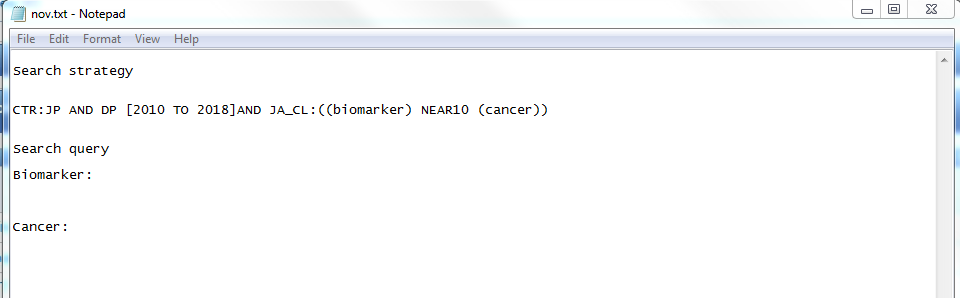 nov.txt - Notepad
File Edit Format View Help
Search strategy
CTR:JP AND DP [2010 TO 2018]AND JA_CL:((biomarker) NEAR10 (cancer))
Search query
Biomarker:
Cancer: